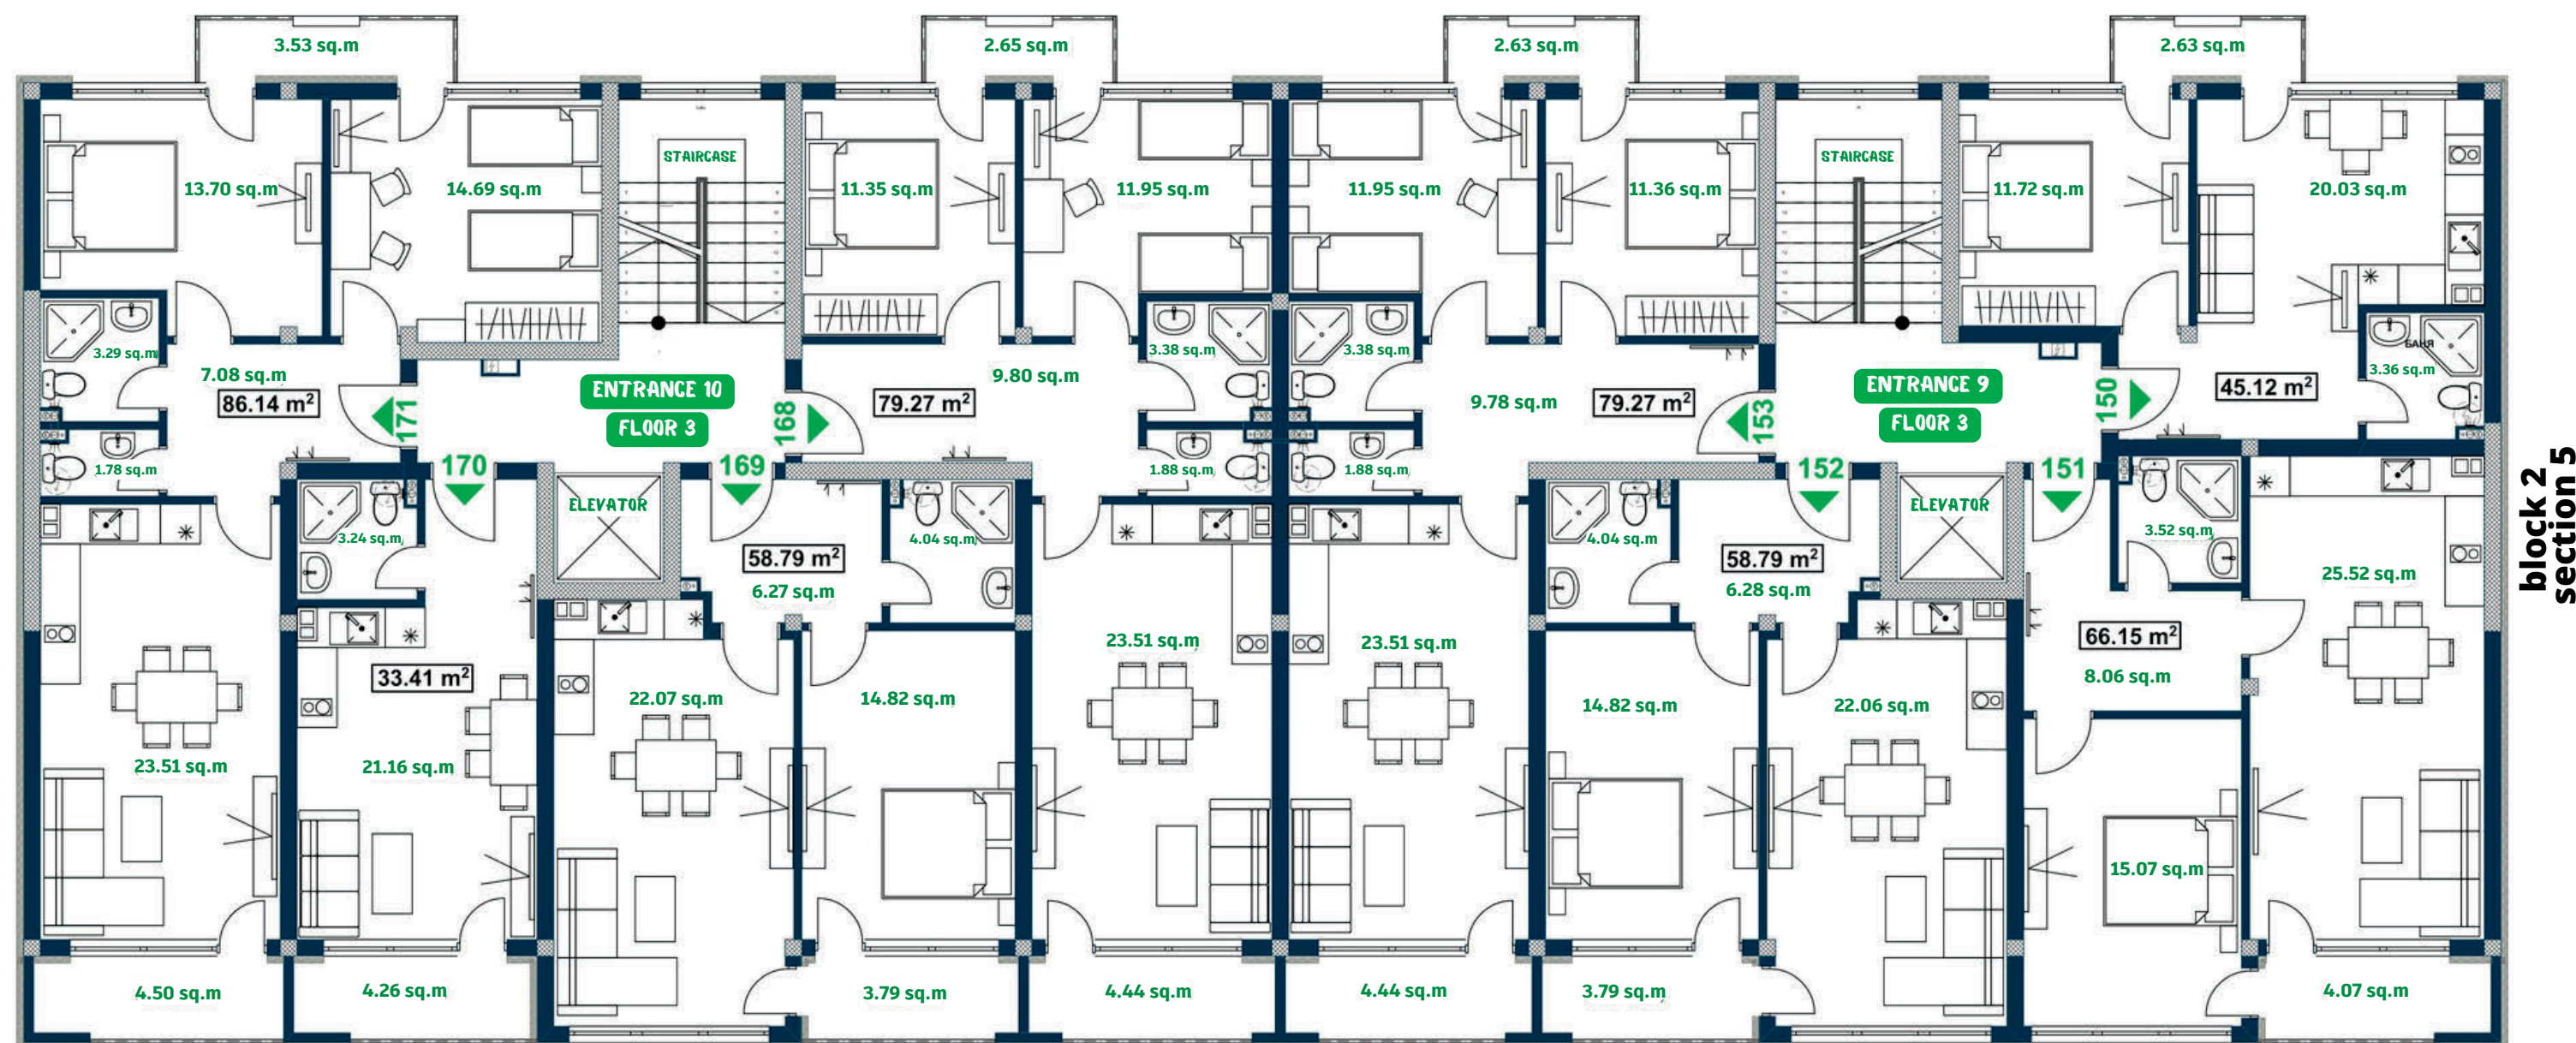 3.53 sq.m
2.65 sq.m
2.63 sq.m
2.63 sq.m
STAIRCASE
STAIRCASE
13.70 sq.m
14.69 sq.m
11.35 sq.m
11.95 sq.m
11.95 sq.m
11.36 sq.m
11.72 sq.m
20.03 sq.m
3.29 sq.m
3.38 sq.m
3.38 sq.m
БАНЯ
3.36 sq.m
7.08 sq.m
86.14 m²
171
ENTRANCE 10
FLOOR 3
168
79.27 m²
9.80 sq.m
9.78 sq.m
79.27 m²
153
ENTRANCE 9
FLOOR 3
150
45.12 m²
1.78 sq.m
1.88 sq.m
1.88 sq.m
170
169
152
151
ELEVATOR
ELEVATOR
3.24 sq.m
58.79 m²
6.27 sq.m
4.04 sq.m
4.04 sq.m
58.79 m²
6.28 sq.m
3.52 sq.m
25.52 sq.m
block 2
section 5
33.41 m²
22.07 sq.m
14.82 sq.m
23.51 sq.m
23.51 sq.m
14.82 sq.m
22.06 sq.m
66.15 m²
8.06 sq.m
23.51 sq.m
21.16 sq.m
15.07 sq.m
4.50 sq.m
4.26 sq.m
3.79 sq.m
4.44 sq.m
4.44 sq.m
3.79 sq.m
4.07 sq.m